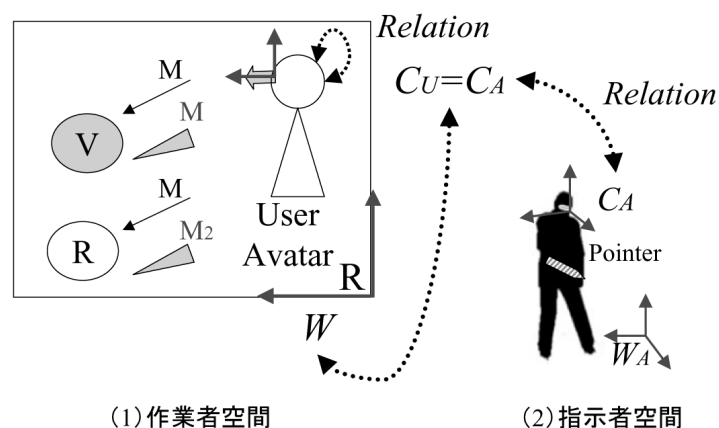 Relation
M
CU=CA
M
V
Relation
M
R
M2
User
Avatar
CA
Pointer
R
W
WA
(1)作業者空間
(2)指示者空間